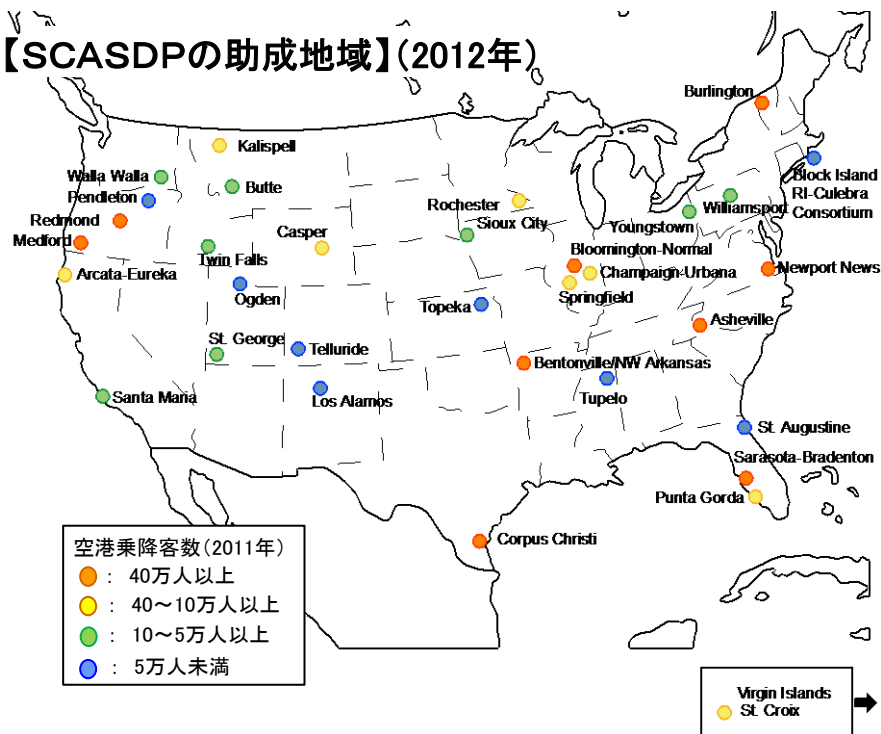 【SCASDPの助成地域】(2012年)
Burlington
Kalispell
Walla Walla
Butte
Pendleton
Block Island
RI-Culebra
Consortium
Rochester
Williamsport
Redmond
Youngstown
Sioux City
Medford
Casper
Twin Falls
Bloomington-Normal
Arcata-Eureka
Champaign-Urbana
Newport News
Ogden
Springfield
Topeka
Asheville
St. George
Telluride
Bentonville/NW Arkansas
Santa Maria
Los Alamos
Tupelo
St. Augustine
Sarasota-Bradenton
Punta Gorda
Corpus Christi
空港乗降客数(2011年)
: 40万人以上
: 40～10万人以上
: 10～5万人以上
: 5万人未満
Virgin Islands
St. Croix